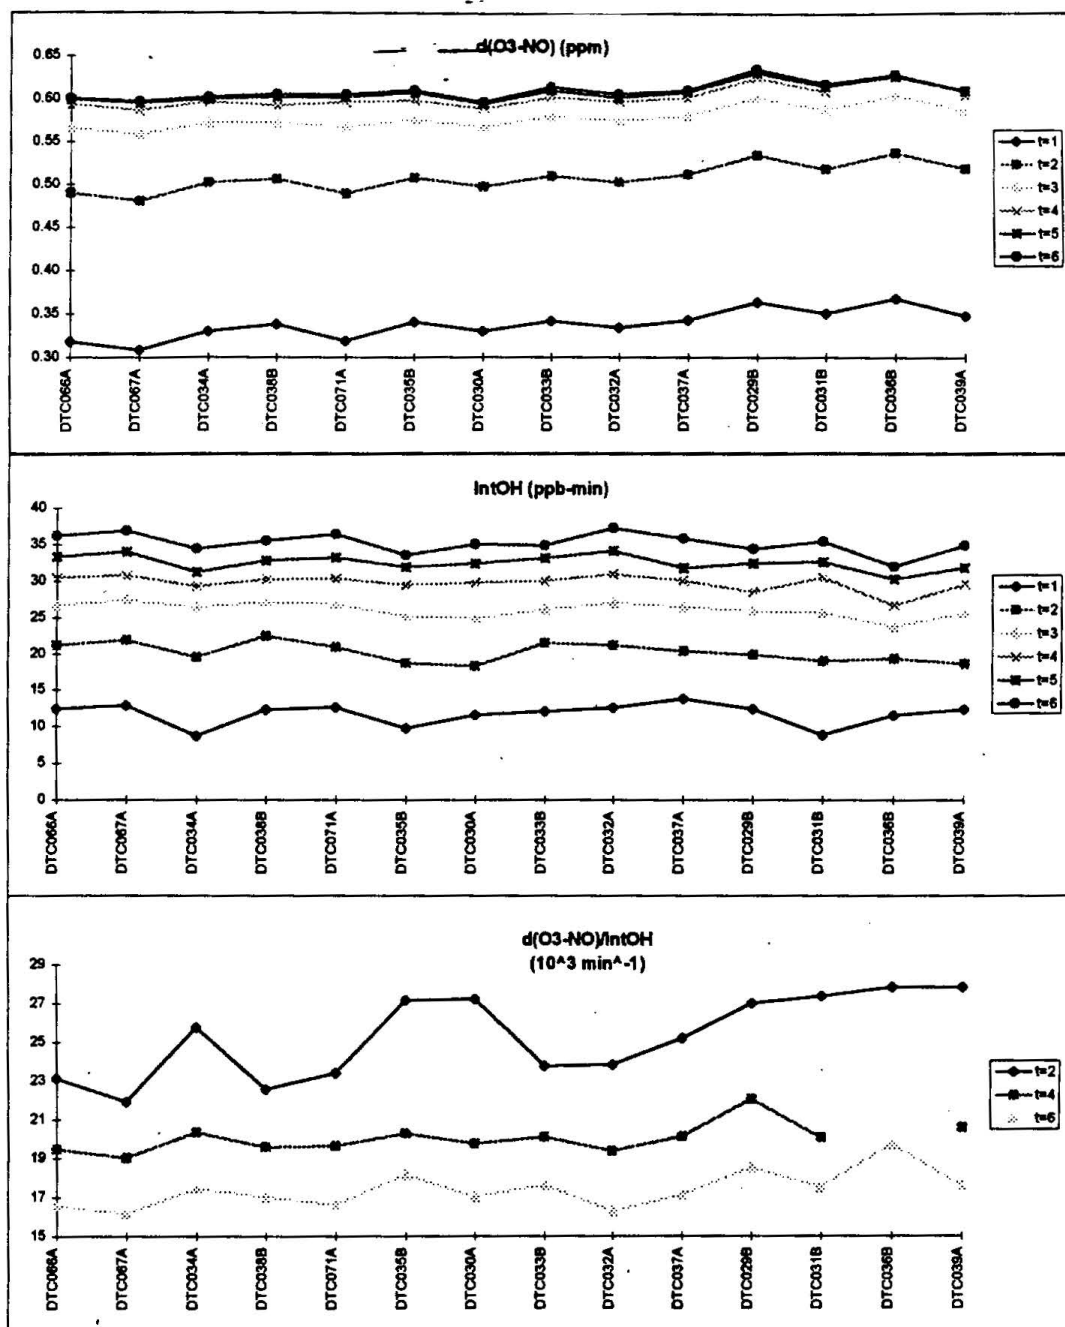 d(O3-NO) (ppm)
0.65
0.60
0.55
0.50
0.45
0.40
0.35
0.30
DTC066A
DTC067A
DTC034A
DTC038B
DTC071A
DTC035B
DTC030A
DTC033B
DTC032A
DTC037A
DTC029B
DTC031B
DTC036B
DTC039A
t=1
t=2
t=3
t=4
t=5
t=6
IntOH (ppb-min)
40
35
30
25
20
15
10
5
0
DTC066A
DTC067A
DTC034A
DTC038B
DTC071A
DTC035B
DTC030A
DTC033B
DTC032A
DTC037A
DTC029B
DTC031B
DTC036B
DTC039A
t=1
t=2
t=3
t=4
t=5
t=6
d(O3-NO)/IntOH
(10^3 min^-1)
29
27
25
23
21
19
17
15
DTC066A
DTC067A
DTC034A
DTC038B
DTC071A
DTC035B
DTC030A
DTC033B
DTC032A
DTC037A
DTC029B
DTC031B
DTC036B
DTC039A
t=2
t=4
t=6